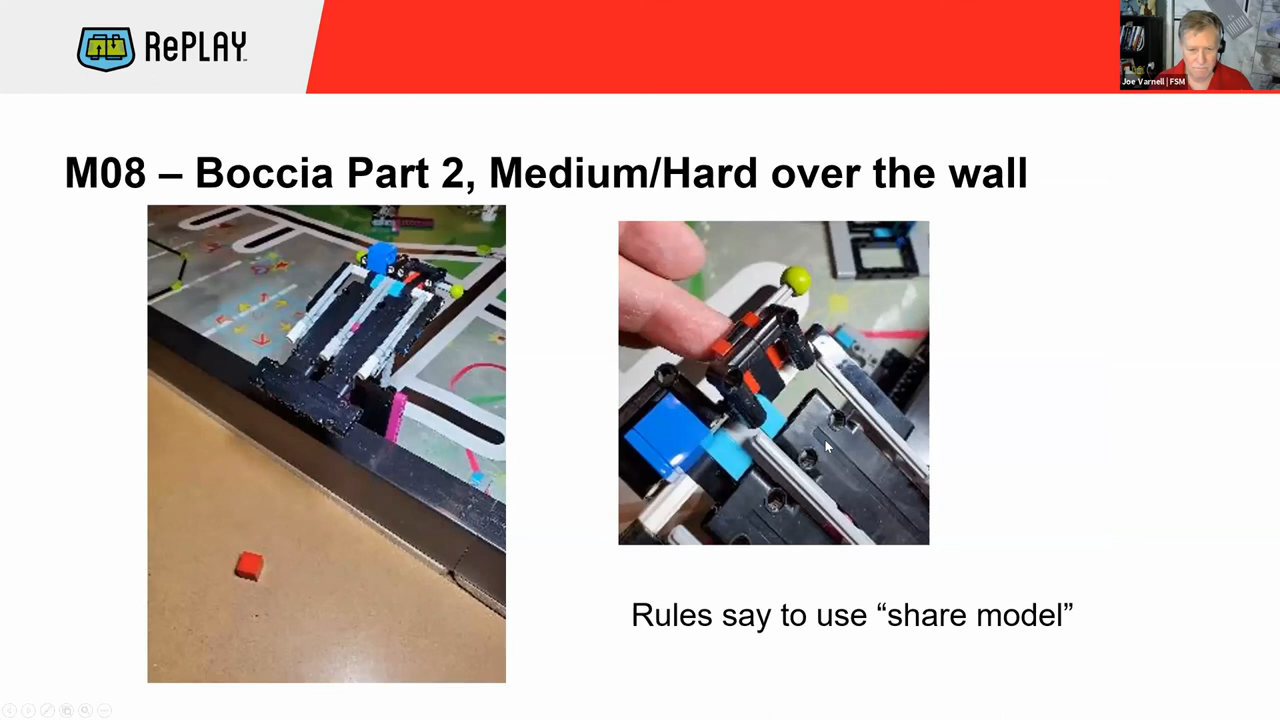 RePLAY
Joe Varnell | FSM
M08 – Boccia Part 2, Medium/Hard over the wall
Rules say to use “share model”